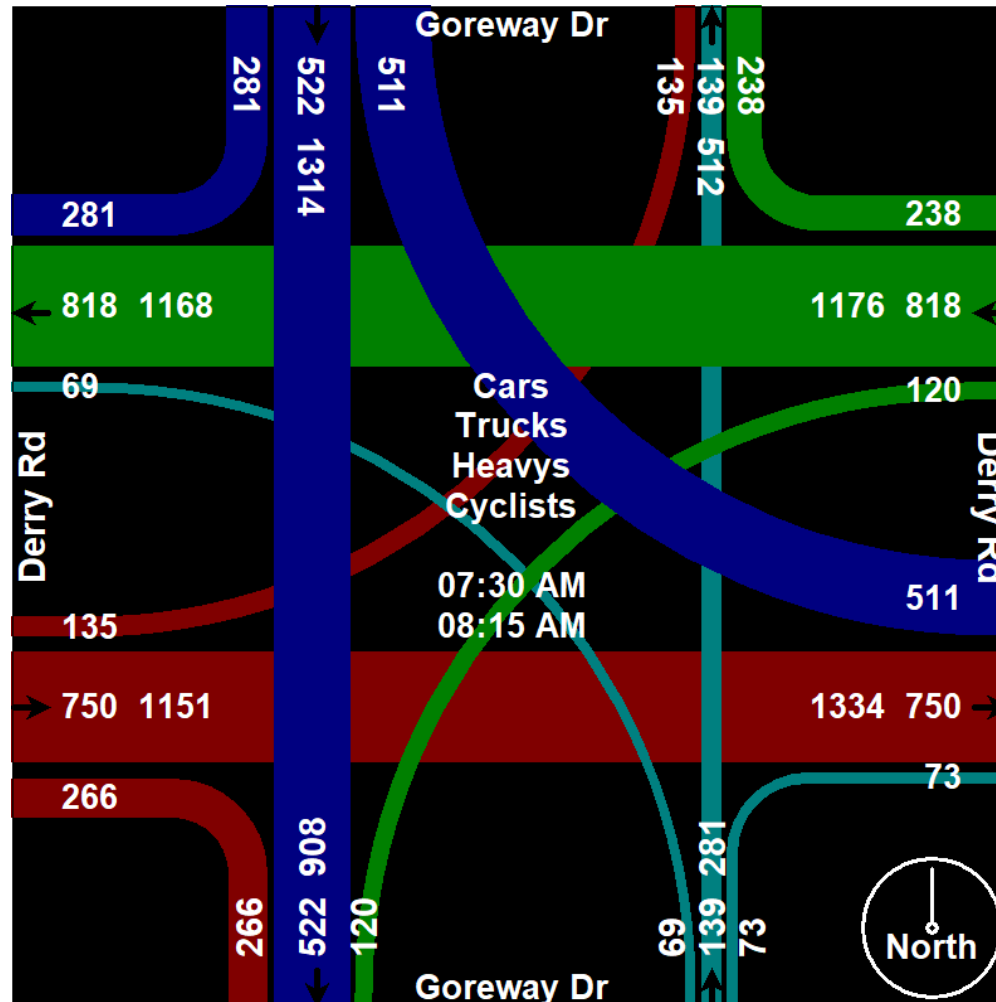 Goreway Dr
281
522 1314
511
135
139 512
238
281
238
818 1168
1176 818
69
120
Cars
Trucks
Heavys
Cyclists
Derry Rd
Derry Rd
07:30 AM
08:15 AM
511
135
750 1151
1334 750
266
73
266
522 908
120
69
139 281
73
North
Goreway Dr